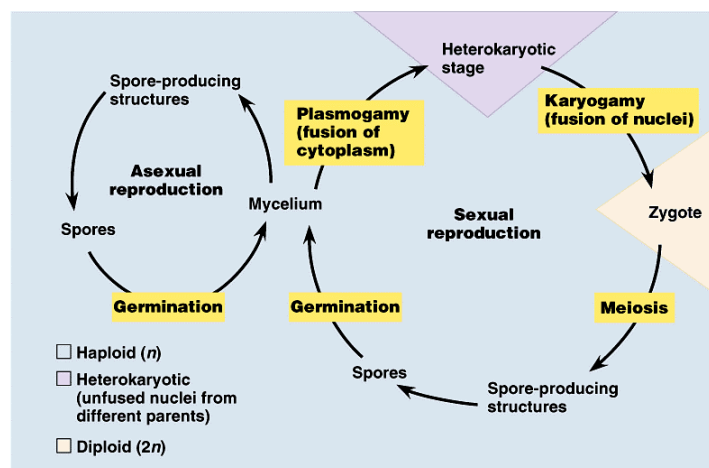 Heterokaryotic
stage
Spore-producing
structures
Plasmogamy
(fusion of
cytoplasm)
Karyogamy
(fusion of nuclei)
Asexual
reproduction
Mycelium
Spores
Sexual
reproduction
Zygote
Germination
Germination
Meiosis
Spores
Spore-producing
structures
Haploid (n)
Heterokaryotic
(unfused nuclei from
different parents)
Diploid (2n)